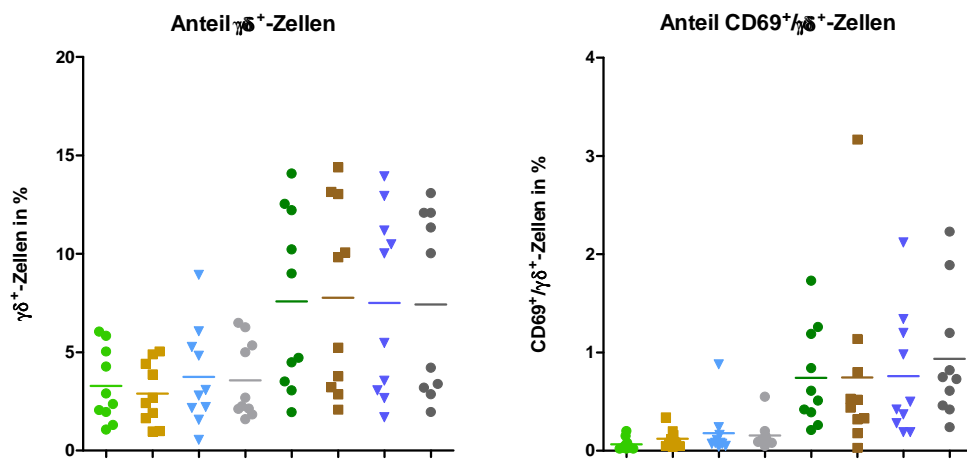 Anteil γδ⁺-Zellen
γδ⁺-Zellen in %
20
15
10
5
0
Anteil CD69⁺/γδ⁺-Zellen
CD69⁺/γδ⁺-Zellen in %
4
3
2
1
0